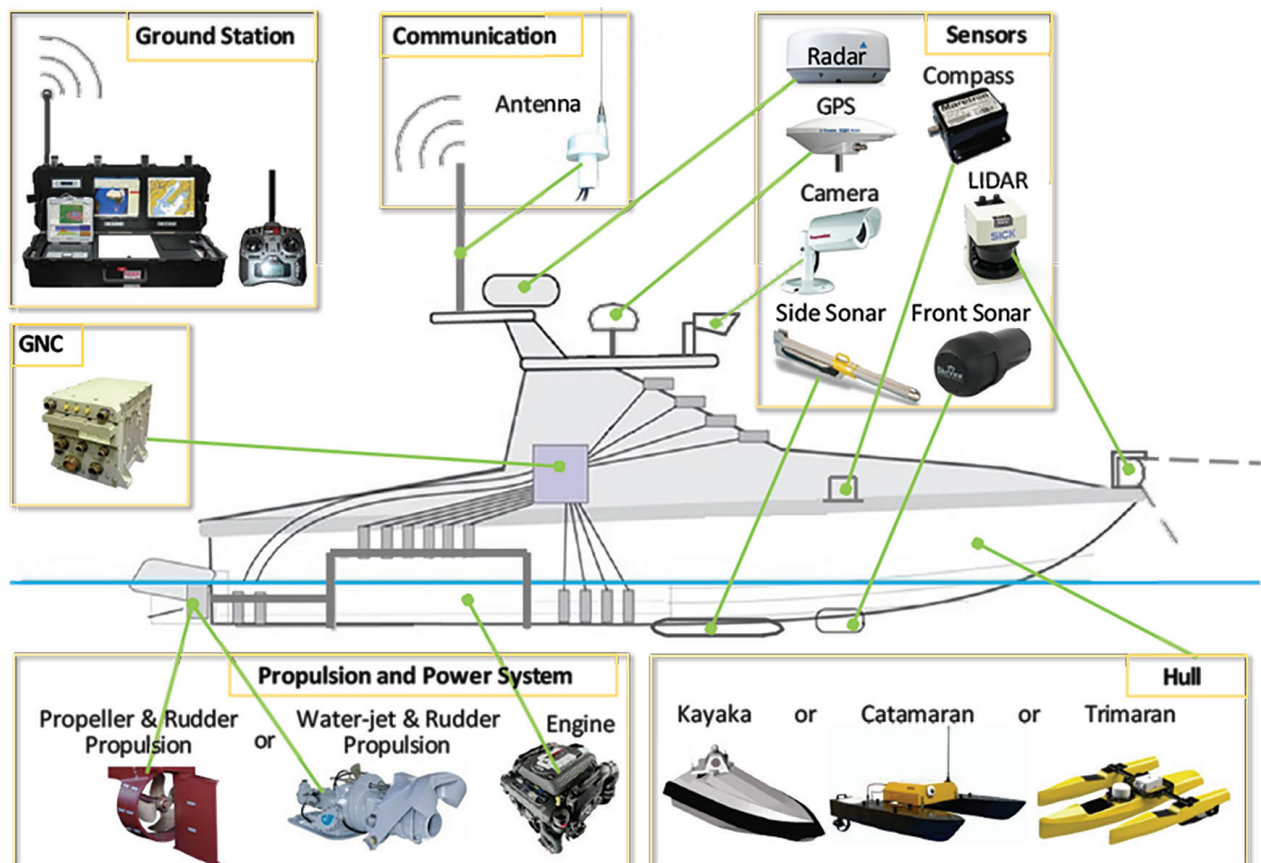 Ground Station
Communication
Antenna
Sensors
Radar
Compass
GPS
Camera
LIDAR
SICK
Side Sonar
Front Sonar
GNC
Propulsion and Power System
Propeller & Rudder
Propulsion
or
Water-jet & Rudder
Propulsion
Engine
Hull
Kayaka or Catamaran or Trimaran